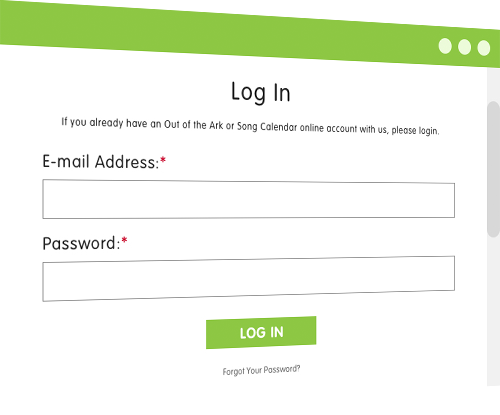 Log In
If you already have an Out of the Ark or Song Calendar online account with us, please login.
E-mail Address:*
Password:*
LOG IN
Forgot Your Password?